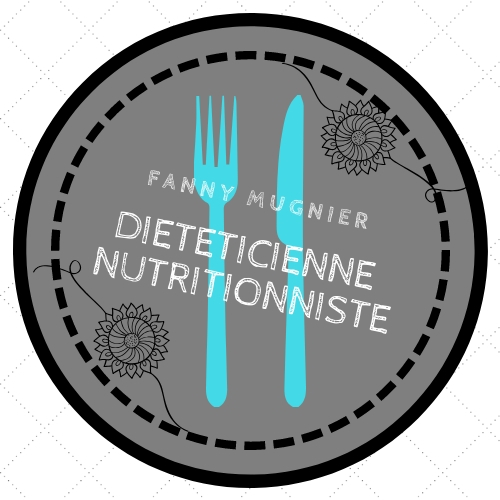 FANNY MUGNIER
DIETETICIENNE
NUTRITIONNISTE